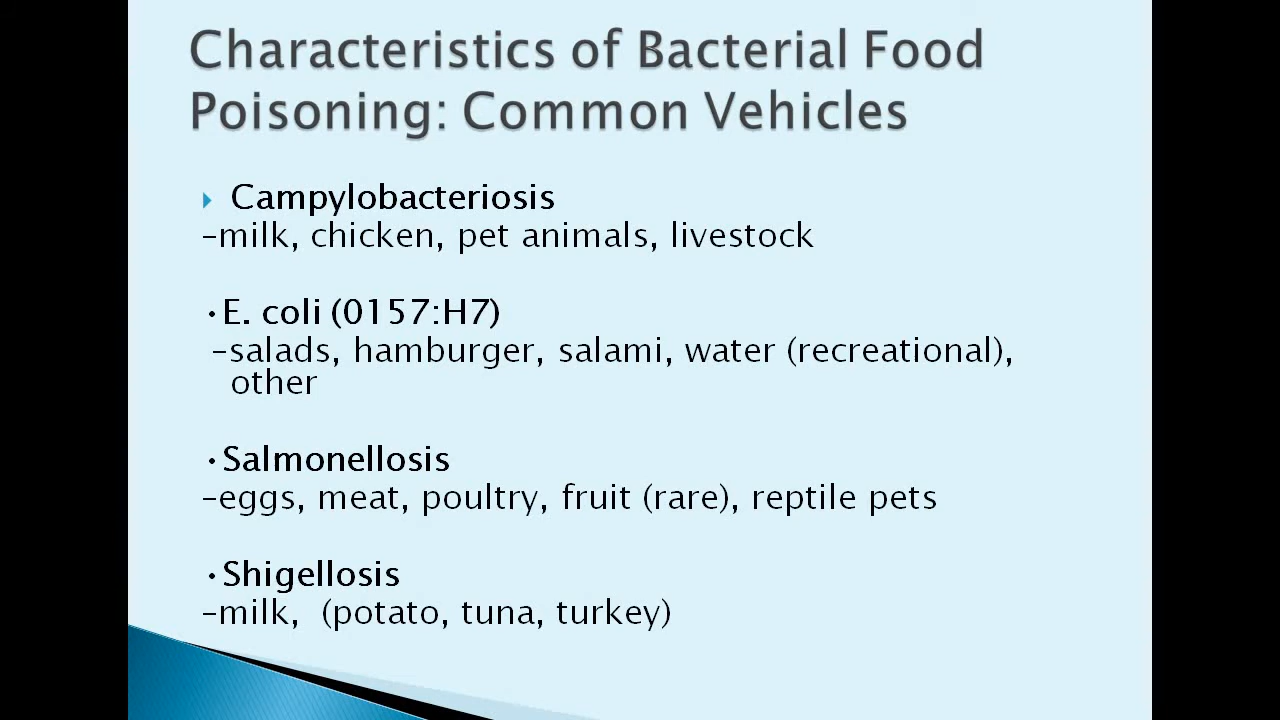 Characteristics of Bacterial Food
Poisoning: Common Vehicles
Campylobacteriosis
–milk, chicken, pet animals, livestock
•E. coli (0157:H7)
–salads, hamburger, salami, water (recreational),
other
•Salmonellosis
–eggs, meat, poultry, fruit (rare), reptile pets
•Shigellosis
–milk,  (potato, tuna, turkey)